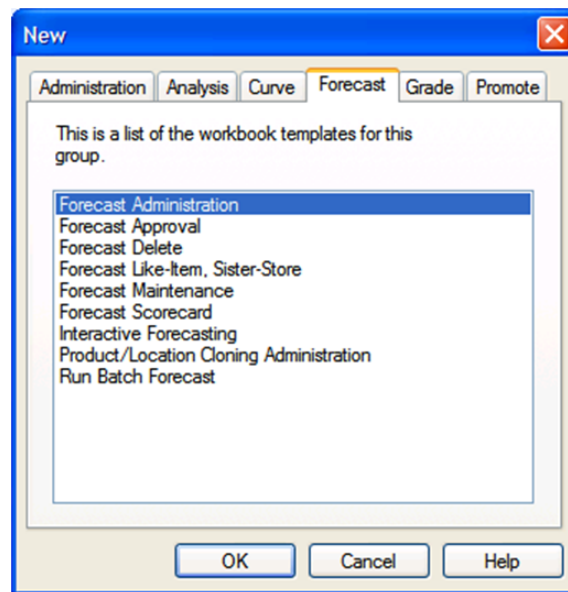 New
Administration Analysis Curve Forecast Grade Promote
This is a list of the workbook templates for this
group.
Forecast Administration
Forecast Approval
Forecast Delete
Forecast Like-Item, Sister-Store
Forecast Maintenance
Forecast Scorecard
Interactive Forecasting
Product/Location Cloning Administration
Run Batch Forecast
OK Cancel Help